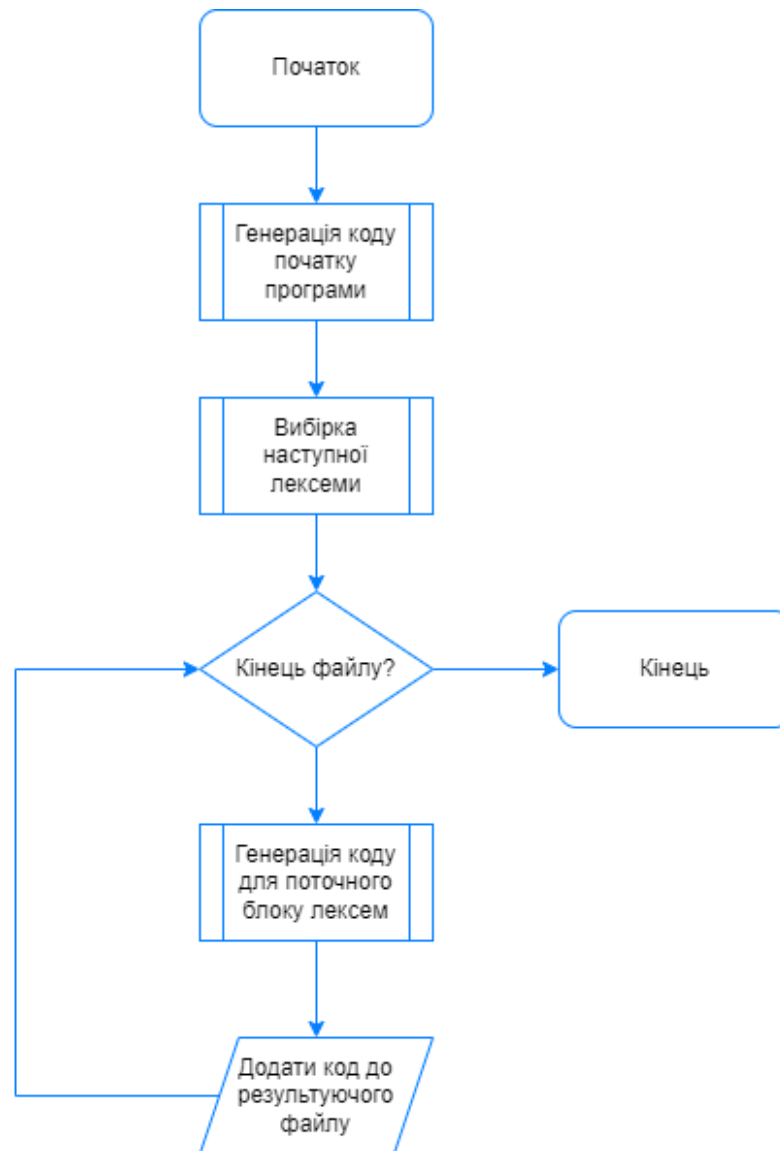 Початок
Генерація коду
початку
програми
Вибірка
наступної
лексеми
Кінець файлу?
Кінець
Генерація коду
для поточного
блоку лексем
Додати код до
результуючого
файлу